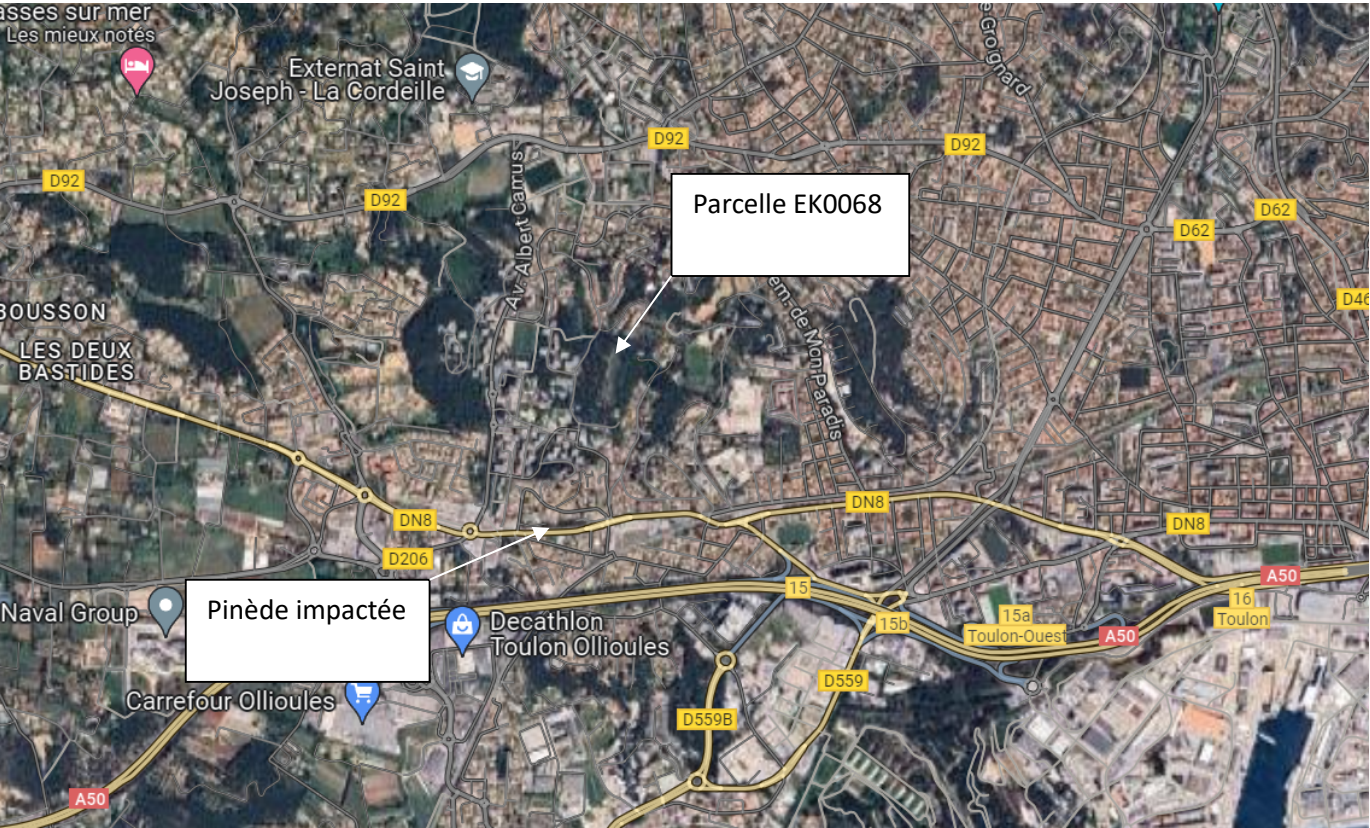 asses sur mer
Les mieux notés
Externat Saint
Joseph - La Cordeille
e Groignard
D92
D92
D92
D92
Av. Albert Camus
Parcelle EK0068
D62
D62
D46
em. de Mon Paradis
BOUSSON
LES DEUX
BASTIDES
DN8
DN8
DN8
D206
A50
Naval Group
Pinède impactée
Decathlon
Toulon Ollioules
15
15b
15a
Toulon-Ouest
A50
16
Toulon
D559
Carrefour Ollioules
D559B
A50